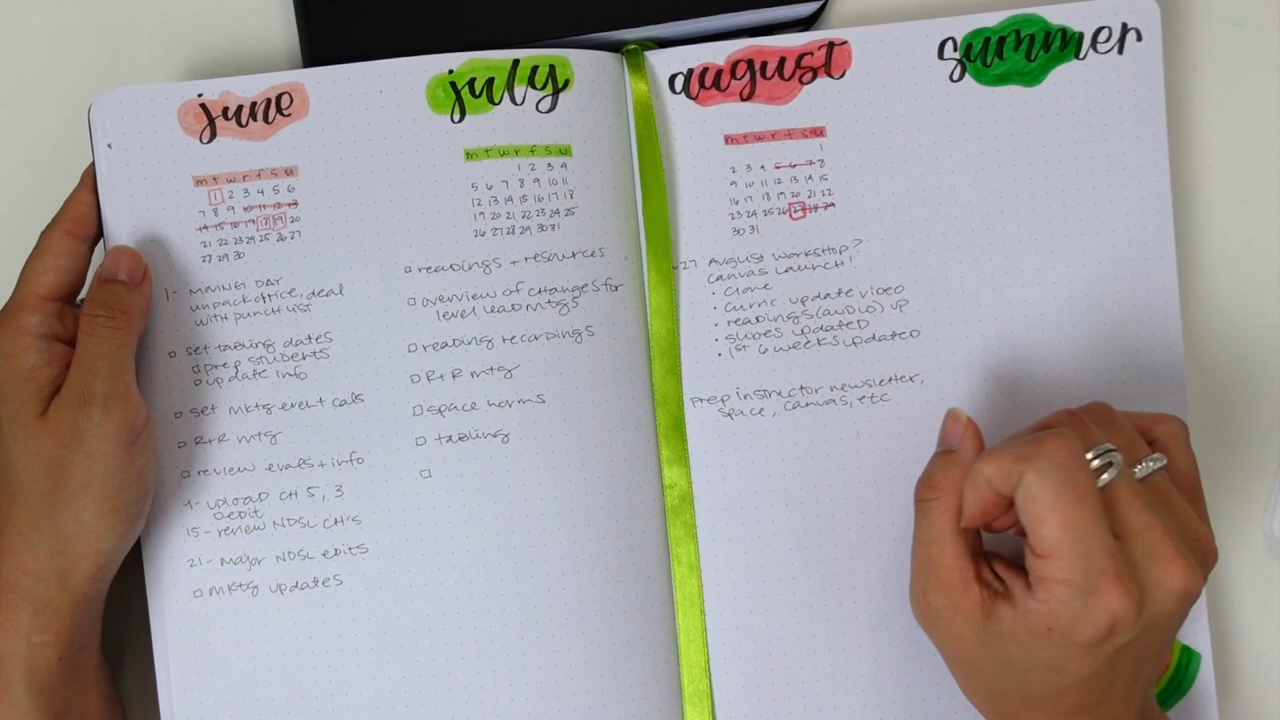 june
m t w r f s u
1 2 3 4 5 6
7 8 9 10 11 12 13
14 15 16 17 18 19 20
21 22 23 24 25 26 27
27 29 30
1- MOVING DAY
unpack office, deal
with punch list
set tabling dates
prep students
update info
set mktg event cals
R+R mtg
review evals + info
9- upload CH 5, 3
edit
15- review NDSL CH's
21- major NDSL edits
mktg updates
july
m t w r f s u
1 2 3 4
5 6 7 8 9 10 11
12 13 14 15 16 17 18
19 20 21 22 23 24 25
26 27 28 29 30 31
readings + resources
overview of changes for
level lead mtgs
reading recordings
R+R mtg
space norms
tabling
august
m t w r f s u
1
2 3 4 5 6 7 8
9 10 11 12 13 14 15
16 17 18 19 20 21 22
23 24 25 26 27 28 29
30 31
27 AUGUST WORKSHOP?
Canvas launch!
• clone
• curric. update video
• readings (audio) up
• slides updated
• 1st 6 weeks updated
prep instructor newsletter,
space, canvas, etc
summer